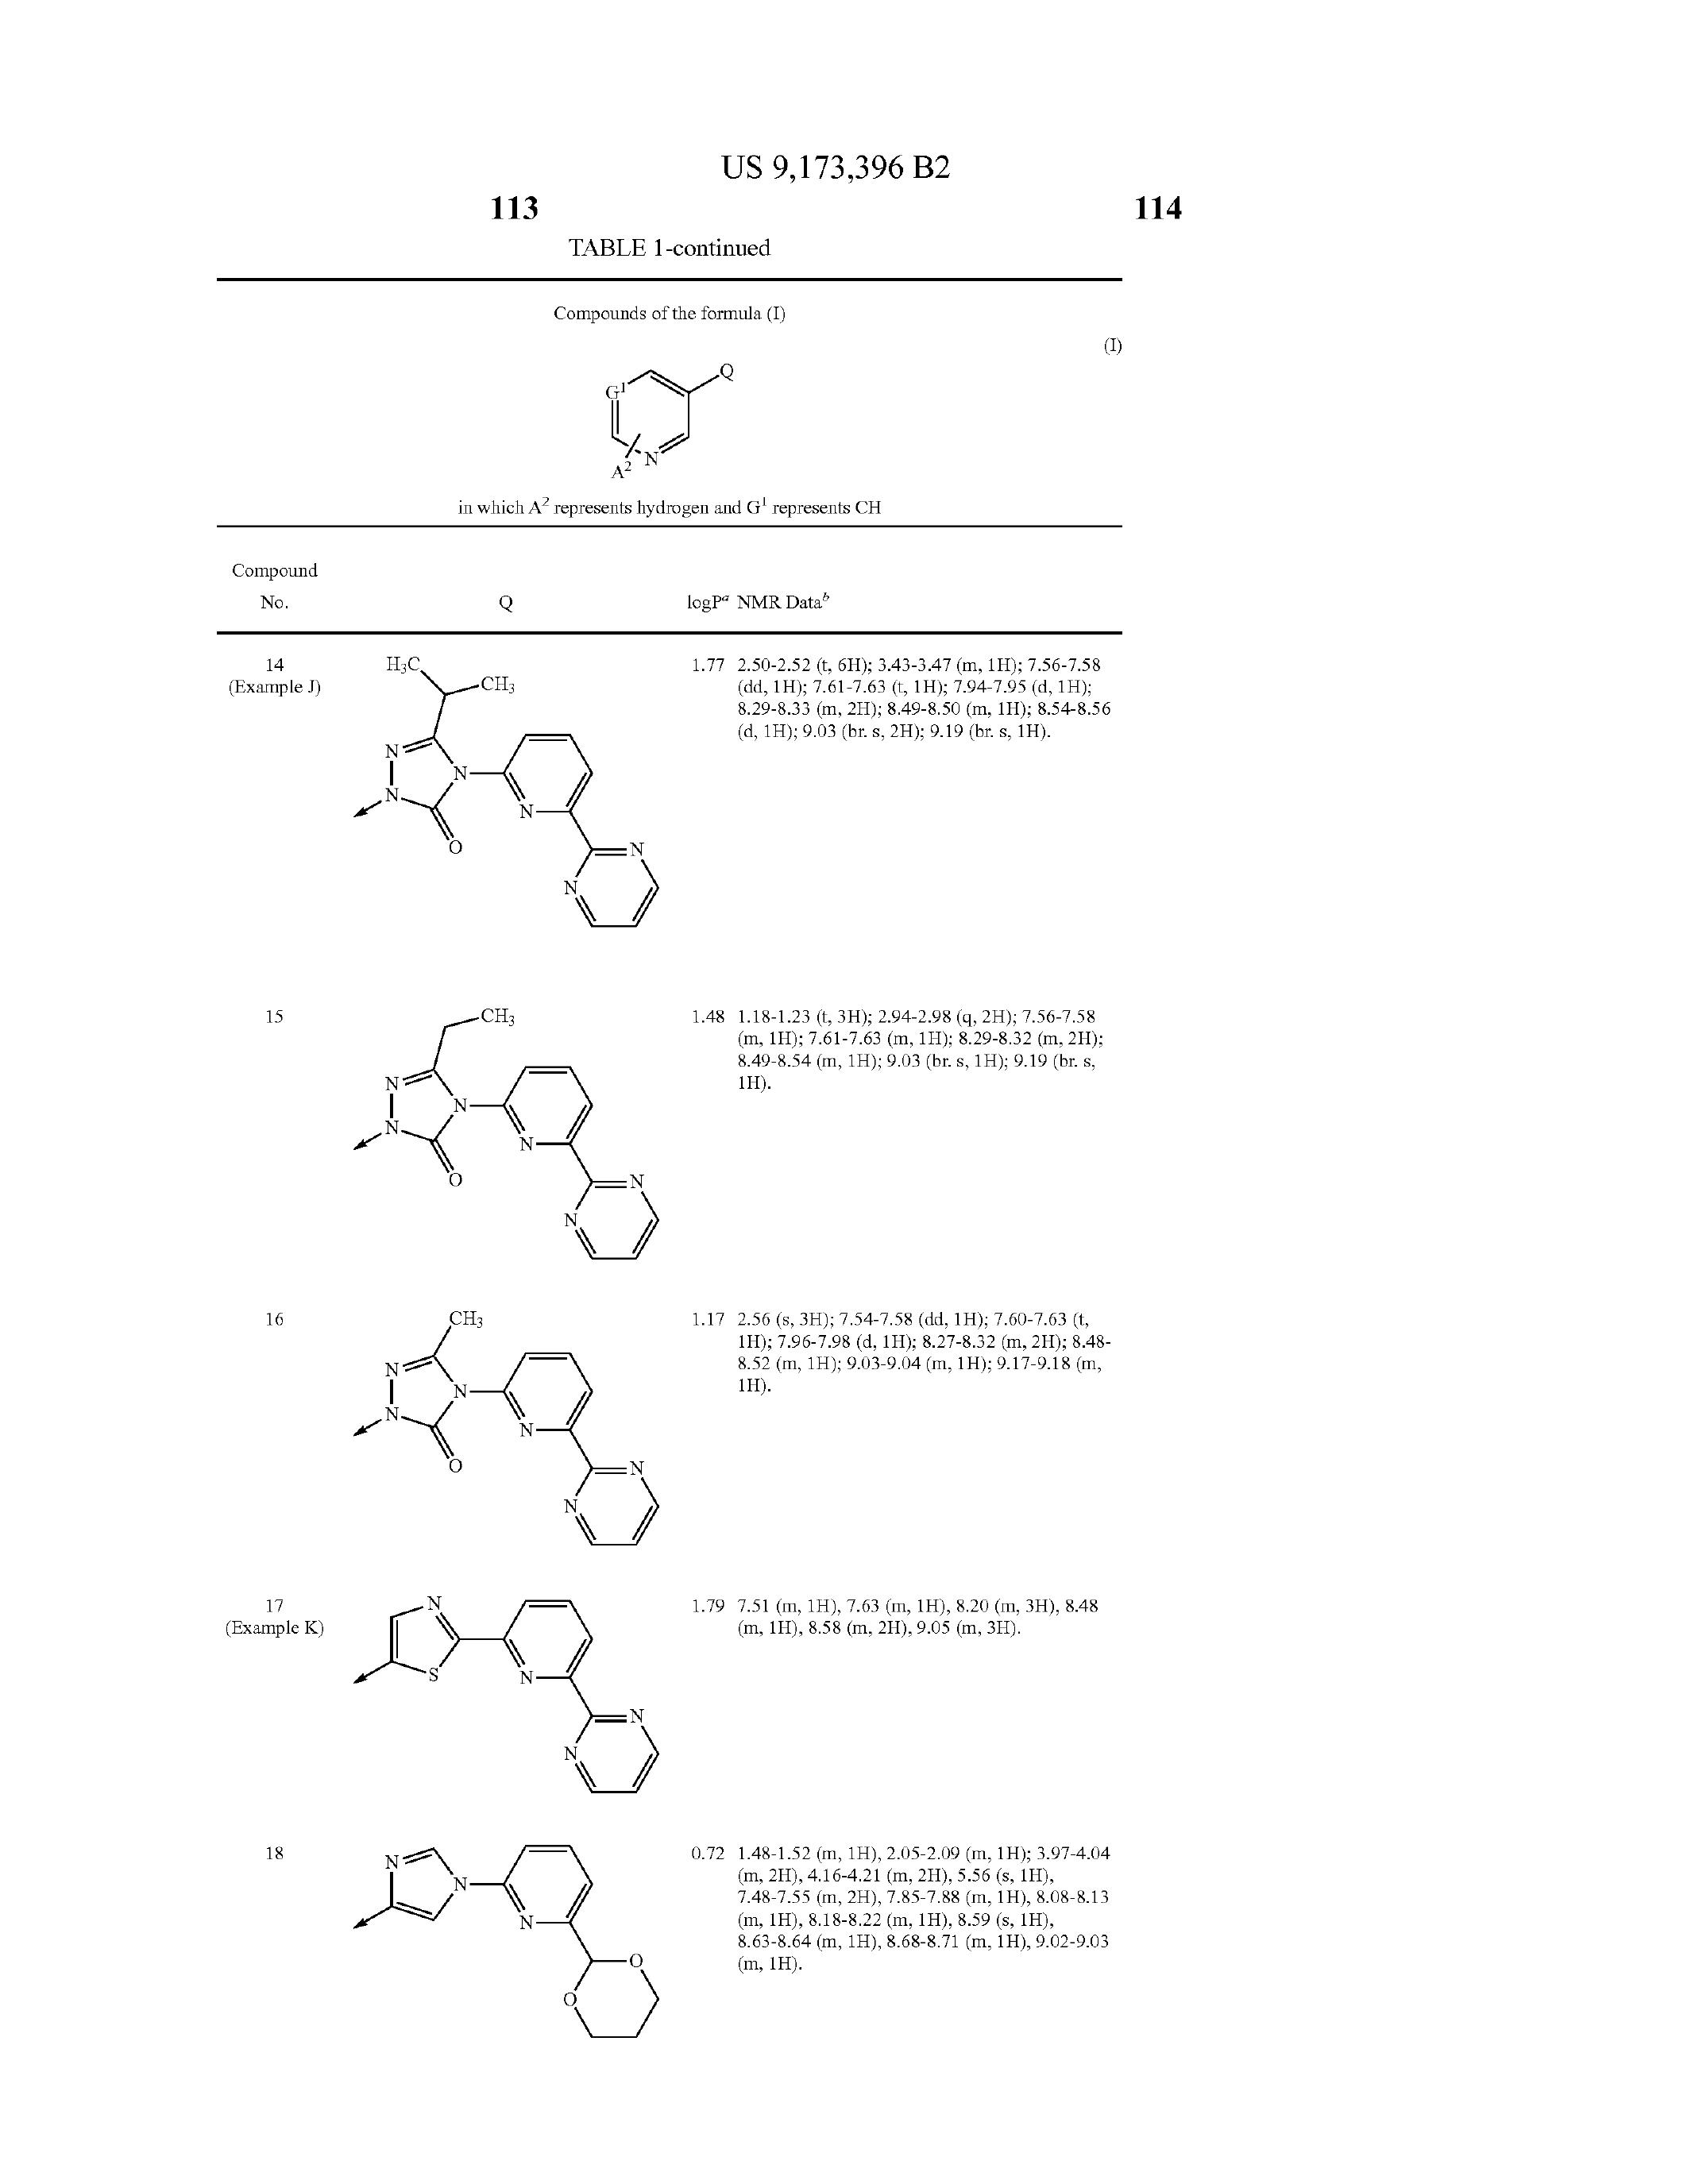 US 9,173,396 B2
113
114
TABLE 1-continued
Compounds of the formula (I)
(I)
Q
G¹
A² N
in which A² represents hydrogen and G¹ represents CH
Compound
No. Q logPᵃ NMR Dataᵇ
14 H₃C 1.77 2.50-2.52 (t, 6H); 3.43-3.47 (m, 1H); 7.56-7.58
(Example J) CH₃ (dd, 1H); 7.61-7.63 (t, 1H); 7.94-7.95 (d, 1H);
8.29-8.33 (m, 2H); 8.49-8.50 (m, 1H); 8.54-8.56
(d, 1H); 9.03 (br. s, 2H); 9.19 (br. s, 1H).
N
N
N
N
O N
N
15 CH₃ 1.48 1.18-1.23 (t, 3H); 2.94-2.98 (q, 2H); 7.56-7.58
(m, 1H); 7.61-7.63 (m, 1H); 8.29-8.32 (m, 2H);
8.49-8.54 (m, 1H); 9.03 (br. s, 1H); 9.19 (br. s,
N 1H).
N
N
N
O N
N
16 CH₃ 1.17 2.56 (s, 3H); 7.54-7.58 (dd, 1H); 7.60-7.63 (t,
1H); 7.96-7.98 (d, 1H); 8.27-8.32 (m, 2H); 8.48-
N 8.52 (m, 1H); 9.03-9.04 (m, 1H); 9.17-9.18 (m,
N 1H).
N
N
O N
N
17 N 1.79 7.51 (m, 1H), 7.63 (m, 1H), 8.20 (m, 3H), 8.48
(Example K) (m, 1H), 8.58 (m, 2H), 9.05 (m, 3H).
S N
N
N
18 N 0.72 1.48-1.52 (m, 1H), 2.05-2.09 (m, 1H); 3.97-4.04
N (m, 2H), 4.16-4.21 (m, 2H), 5.56 (s, 1H),
7.48-7.55 (m, 2H), 7.85-7.88 (m, 1H), 8.08-8.13
N (m, 1H), 8.18-8.22 (m, 1H), 8.59 (s, 1H),
8.63-8.64 (m, 1H), 8.68-8.71 (m, 1H), 9.02-9.03
O (m, 1H).
O